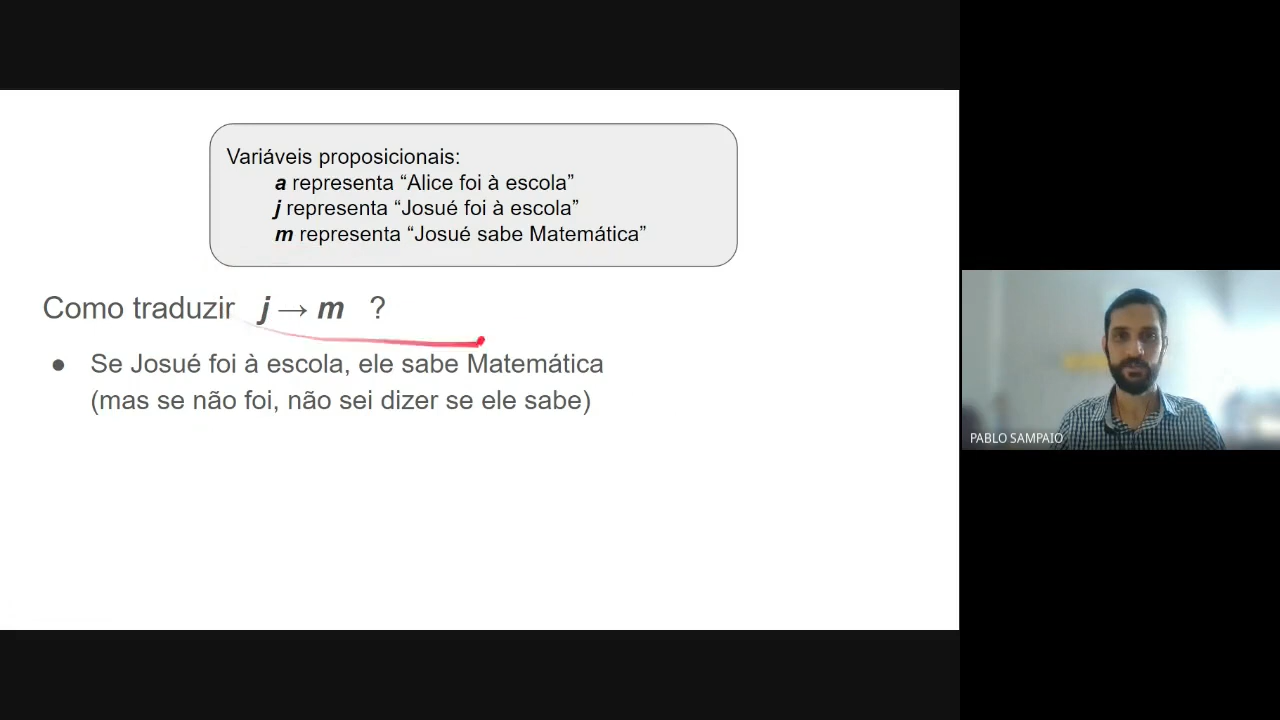 Variáveis proposicionais:
a representa “Alice foi à escola”
j representa “Josué foi à escola”
m representa “Josué sabe Matemática”
Como traduzir j → m ?
● Se Josué foi à escola, ele sabe Matemática
(mas se não foi, não sei dizer se ele sabe)
PABLO SAMPAIO